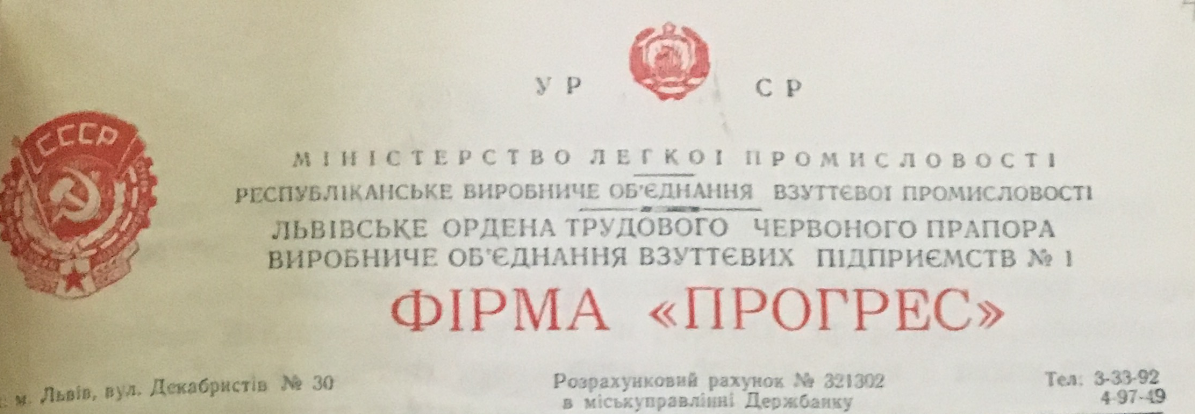 СССР
УР СР
МІНІСТЕРСТВО ЛЕГКОЇ ПРОМИСЛОВОСТІ
РЕСПУБЛІКАНСЬКЕ ВИРОБНИЧЕ ОБ'ЄДНАННЯ ВЗУТТЄВОЇ ПРОМИСЛОВОСТІ
ЛЬВІВСЬКЕ ОРДЕНА ТРУДОВОГО ЧЕРВОНОГО ПРАПОРА
ВИРОБНИЧЕ ОБ'ЄДНАННЯ ВЗУТТЄВИХ ПІДПРИЄМСТВ № 1
ФІРМА «ПРОГРЕС»
: м. Львів, вул. Декабристів № 30
Розрахунковий рахунок № 321302
в міськуправлінні Держбанку
Тел: 3-33-92
4-97-49